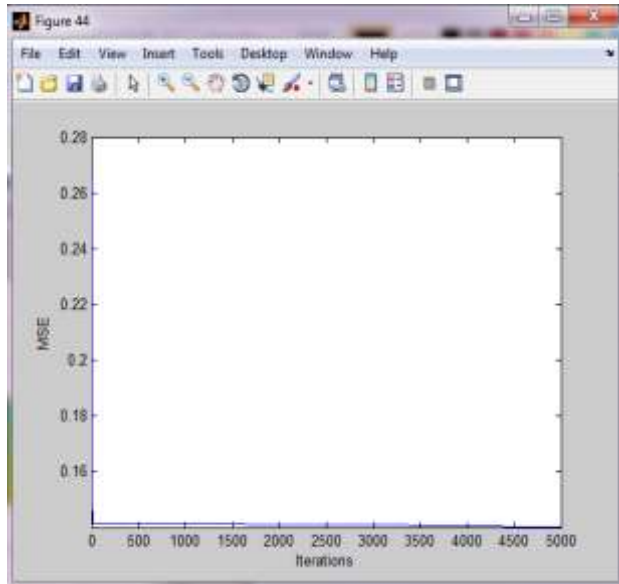 Figure 44
File Edit View Insert Tools Desktop Window Help
0.28
0.26
0.24
0.22
0.2
0.18
0.16
MSE
0 500 1000 1500 2000 2500 3000 3500 4000 4500 5000
Iterations